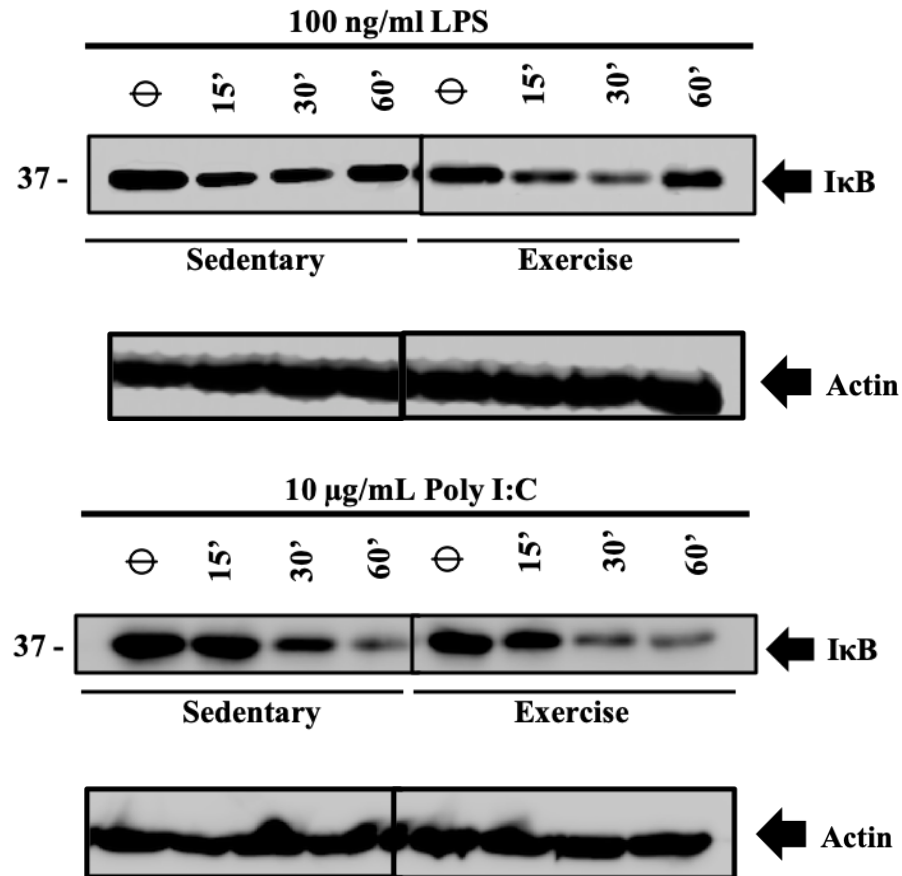 100 ng/ml LPS
Φ 15’ 30’ 60’ Φ 15’ 30’ 60’
37 - IκB
Sedentary Exercise
Actin
10 µg/mL Poly I:C
Φ 15’ 30’ 60’ Φ 15’ 30’ 60’
37 - IκB
Sedentary Exercise
Actin